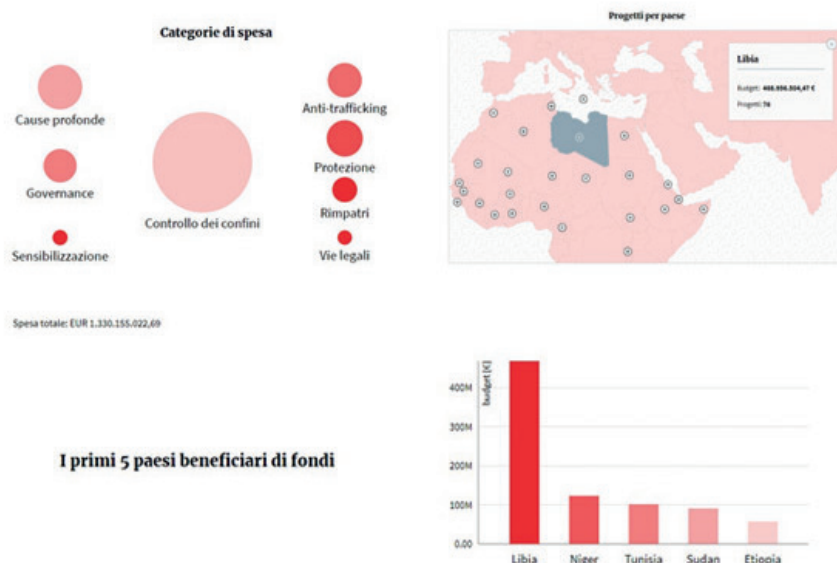 Categorie di spesa
Cause profonde
Governance
Sensibilizzazione
Controllo dei confini
Anti-trafficking
Protezione
Rimpatri
Vie legali
Spesa totale: EUR 1.330.155.022,69
Progetti per paese
Libia
Budget:
Progetti: 76
I primi 5 paesi beneficiari di fondi
budget [€]
400M
300M
200M
100M
0.00
Libia
Niger
Tunisia
Sudan
Etiopia